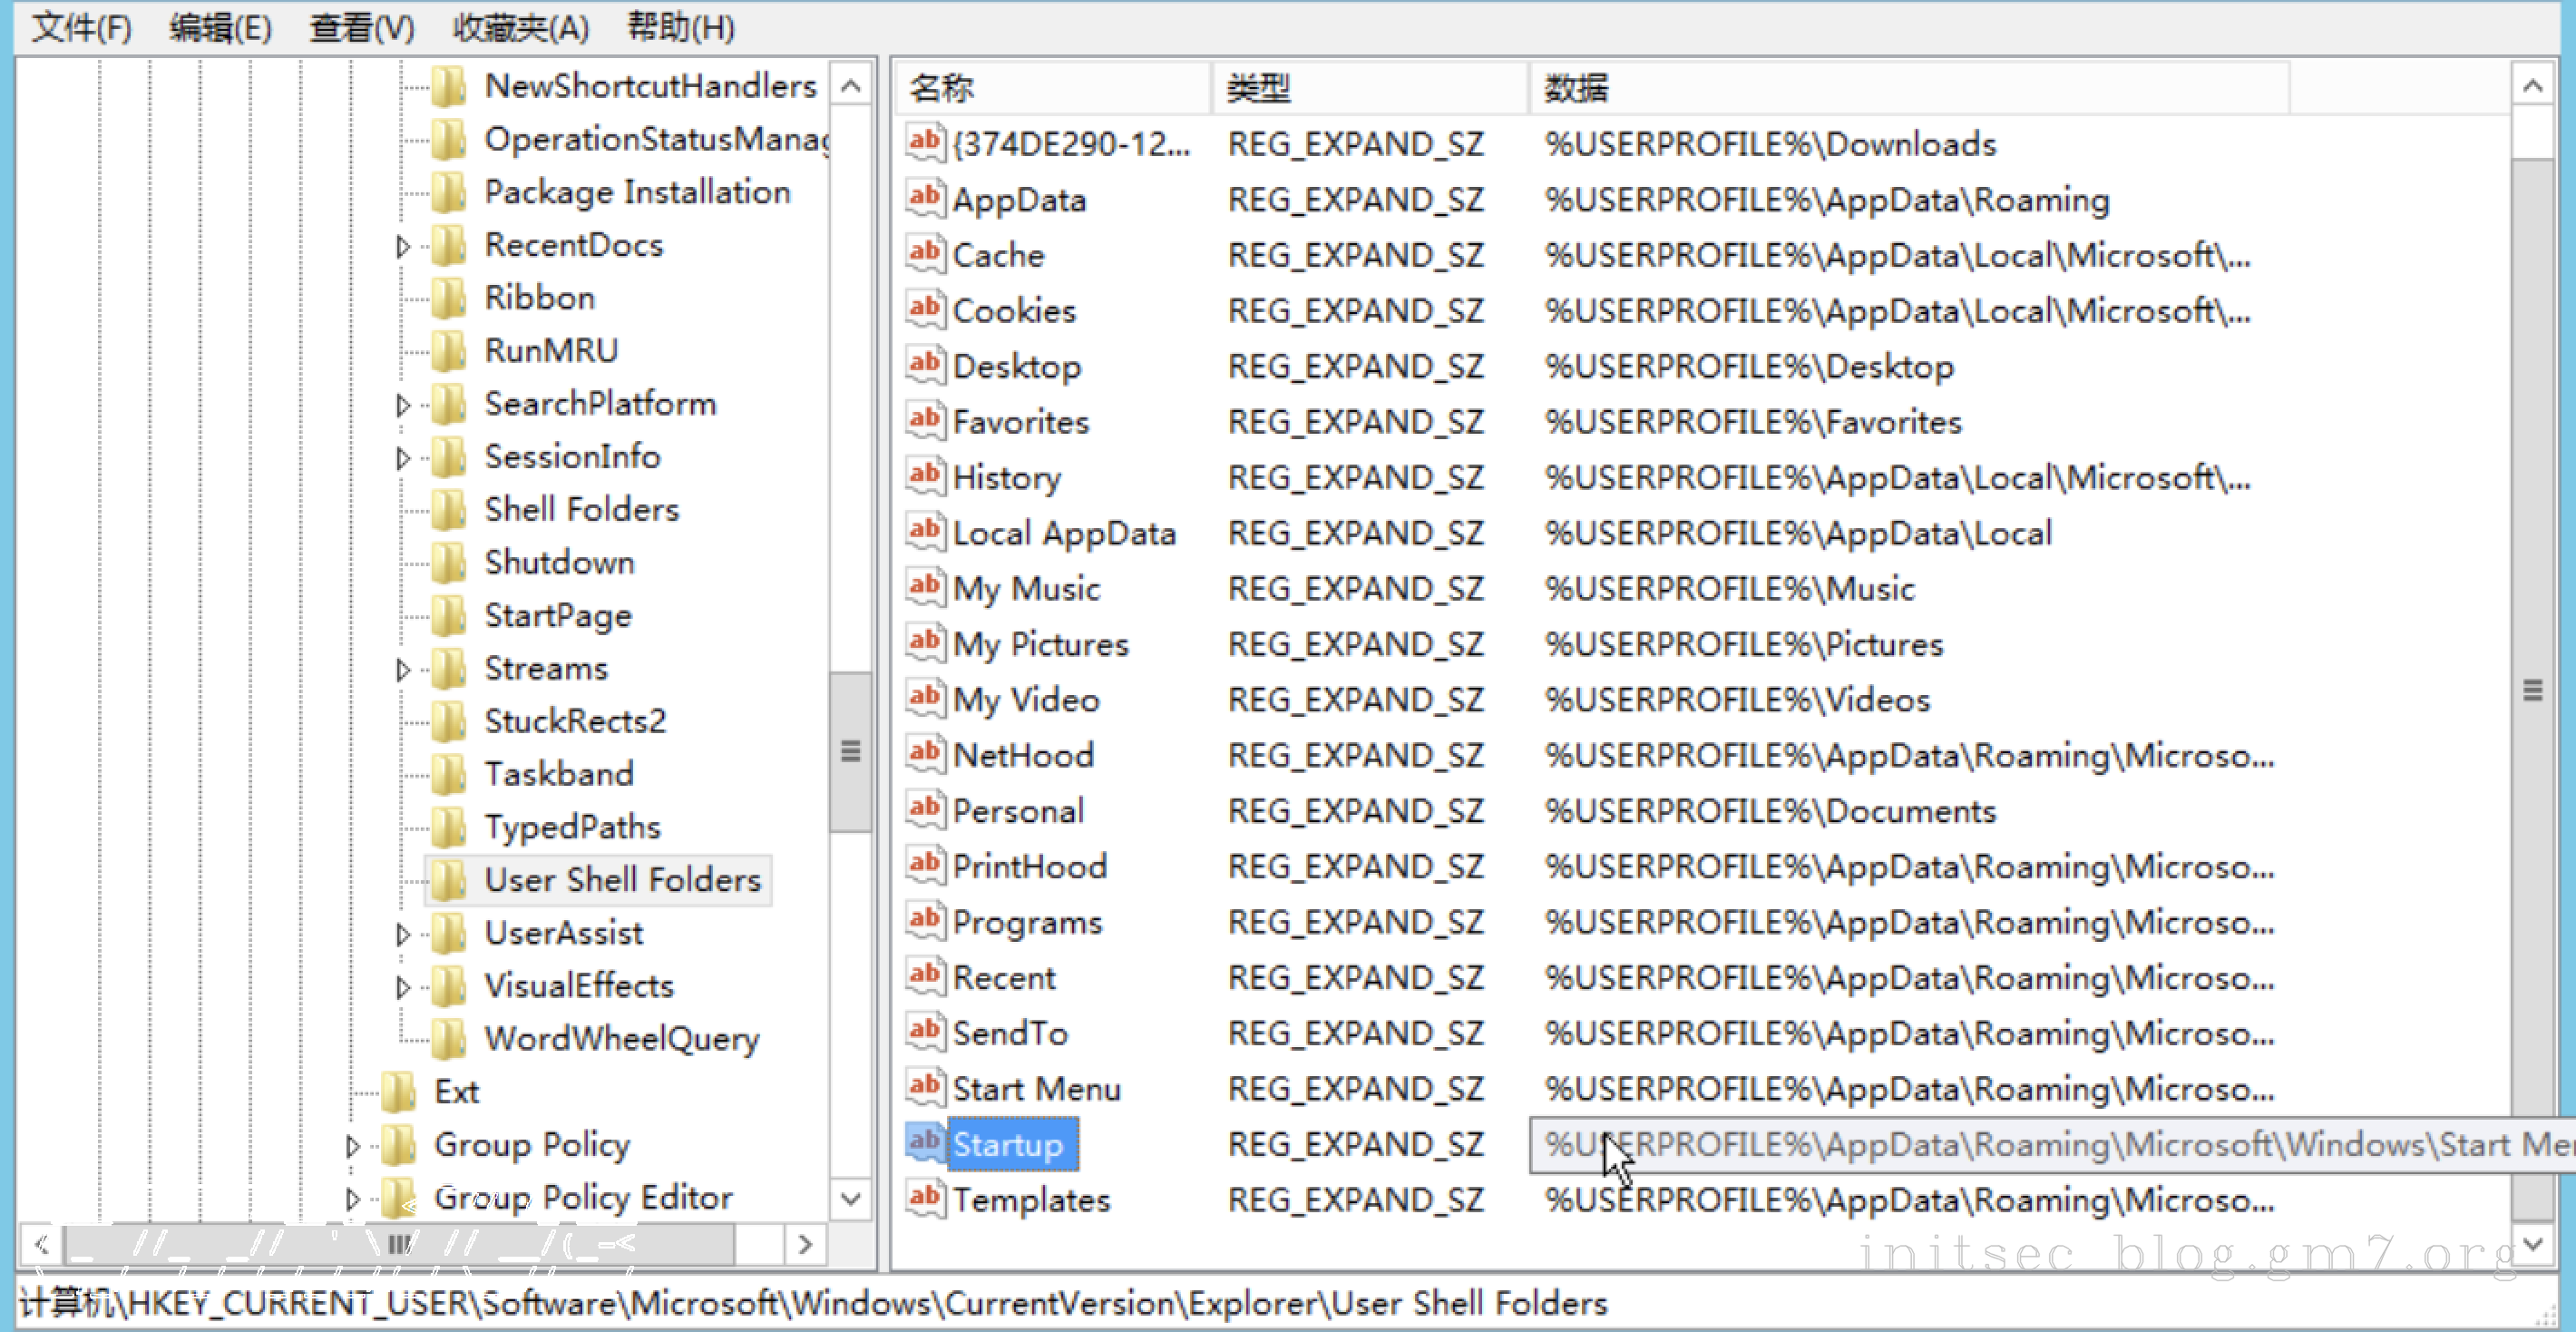 文件(F) 编辑(E) 查看(V) 收藏夹(A) 帮助(H)
NewShortcutHandlers
OperationStatusManag
Package Installation
RecentDocs
Ribbon
RunMRU
SearchPlatform
SessionInfo
Shell Folders
Shutdown
StartPage
Streams
StuckRects2
Taskband
TypedPaths
User Shell Folders
UserAssist
VisualEffects
WordWheelQuery
Ext
Group Policy
Group Policy Editor
名称 类型 数据
{374DE290-12... REG_EXPAND_SZ %USERPROFILE%\Downloads
AppData REG_EXPAND_SZ %USERPROFILE%\AppData\Roaming
Cache REG_EXPAND_SZ %USERPROFILE%\AppData\Local\Microsoft\...
Cookies REG_EXPAND_SZ %USERPROFILE%\AppData\Local\Microsoft\...
Desktop REG_EXPAND_SZ %USERPROFILE%\Desktop
Favorites REG_EXPAND_SZ %USERPROFILE%\Favorites
History REG_EXPAND_SZ %USERPROFILE%\AppData\Local\Microsoft\...
Local AppData REG_EXPAND_SZ %USERPROFILE%\AppData\Local
My Music REG_EXPAND_SZ %USERPROFILE%\Music
My Pictures REG_EXPAND_SZ %USERPROFILE%\Pictures
My Video REG_EXPAND_SZ %USERPROFILE%\Videos
NetHood REG_EXPAND_SZ %USERPROFILE%\AppData\Roaming\Microso...
Personal REG_EXPAND_SZ %USERPROFILE%\Documents
PrintHood REG_EXPAND_SZ %USERPROFILE%\AppData\Roaming\Microso...
Programs REG_EXPAND_SZ %USERPROFILE%\AppData\Roaming\Microso...
Recent REG_EXPAND_SZ %USERPROFILE%\AppData\Roaming\Microso...
SendTo REG_EXPAND_SZ %USERPROFILE%\AppData\Roaming\Microso...
Start Menu REG_EXPAND_SZ %USERPROFILE%\AppData\Roaming\Microso...
Startup REG_EXPAND_SZ %USERPROFILE%\AppData\Roaming\Microsoft\Windows\Start Me
Templates REG_EXPAND_SZ %USERPROFILE%\AppData\Roaming\Microso...
initsec blog.gm7.org
计算机\HKEY_CURRENT_USER\Software\Microsoft\Windows\CurrentVersion\Explorer\User Shell Folders